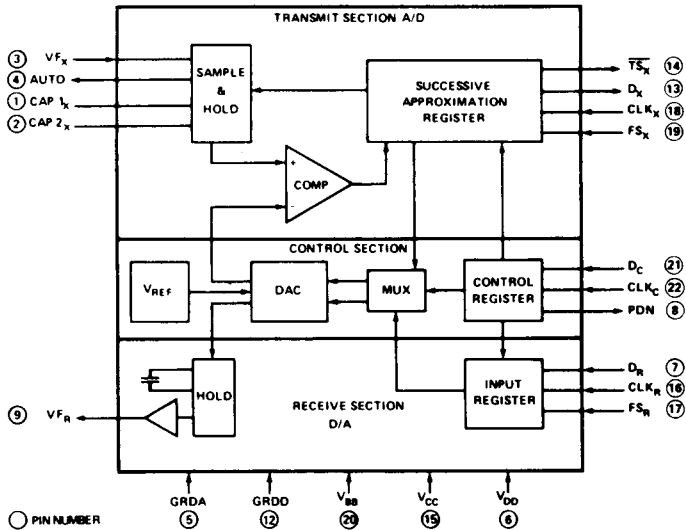 TRANSMIT SECTION A/D
③ VFX
④ AUTO
① CAP 1X
② CAP 2X
SAMPLE
&
HOLD
SUCCESSIVE
APPROXIMATION
REGISTER
TSX ⑭
DX ⑬
CLKX ⑱
FSX ⑲
+
COMP
−
CONTROL SECTION
VREF
DAC
MUX
CONTROL
REGISTER
DC ㉑
CLKC ㉒
PDN ⑧
HOLD
RECEIVE SECTION
D/A
INPUT
REGISTER
DR ⑦
CLKR ⑯
FSR ⑰
⑨ VFR
GRDA
⑤
GRDD
⑫
VBB
⑳
VCC
⑮
VDD
⑥
PIN NUMBER